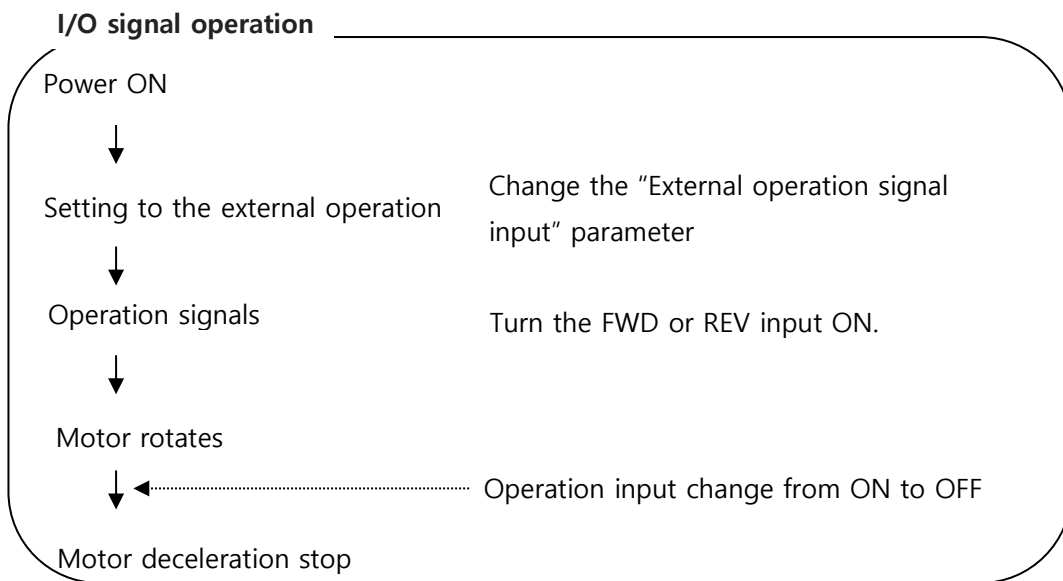 I/O signal operation
Power ON
Setting to the external operation
Change the "External operation signal
input" parameter
Operation signals
Turn the FWD or REV input ON.
Motor rotates
Operation input change from ON to OFF
Motor deceleration stop